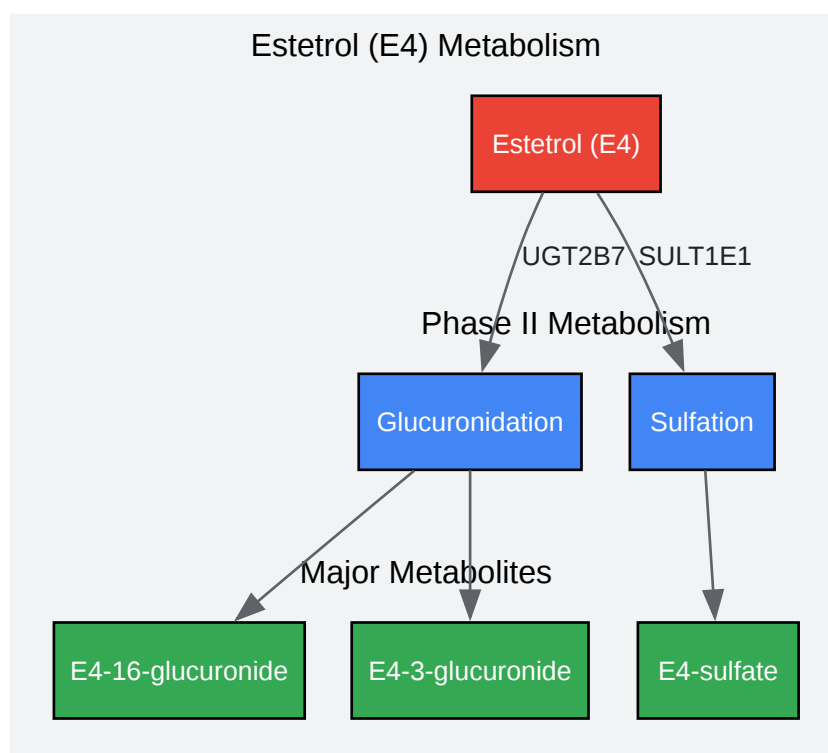 Estetrol (E4) Metabolism
Estetrol (E4)
UGT2B7 SULT1E1
Phase II Metabolism
Glucuronidation
Sulfation
Major Metabolites
E4-16-glucuronide
E4-3-glucuronide
E4-sulfate